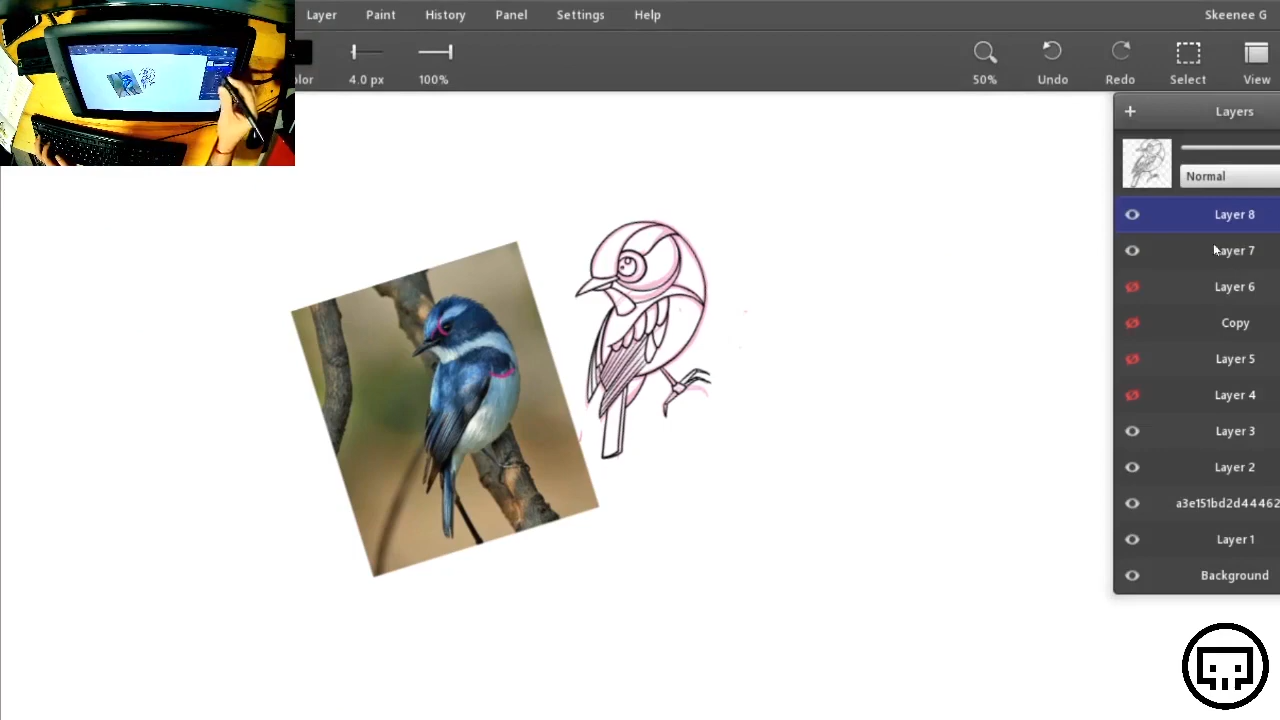 Layer Paint History Panel Settings Help Skeenee G
olor 4.0 px 100% 50% Undo Redo Select View
Layers
Normal
Layer 8
Layer 7
Layer 6
Copy
Layer 5
Layer 4
Layer 3
Layer 2
a3e151bd2d44462
Layer 1
Background